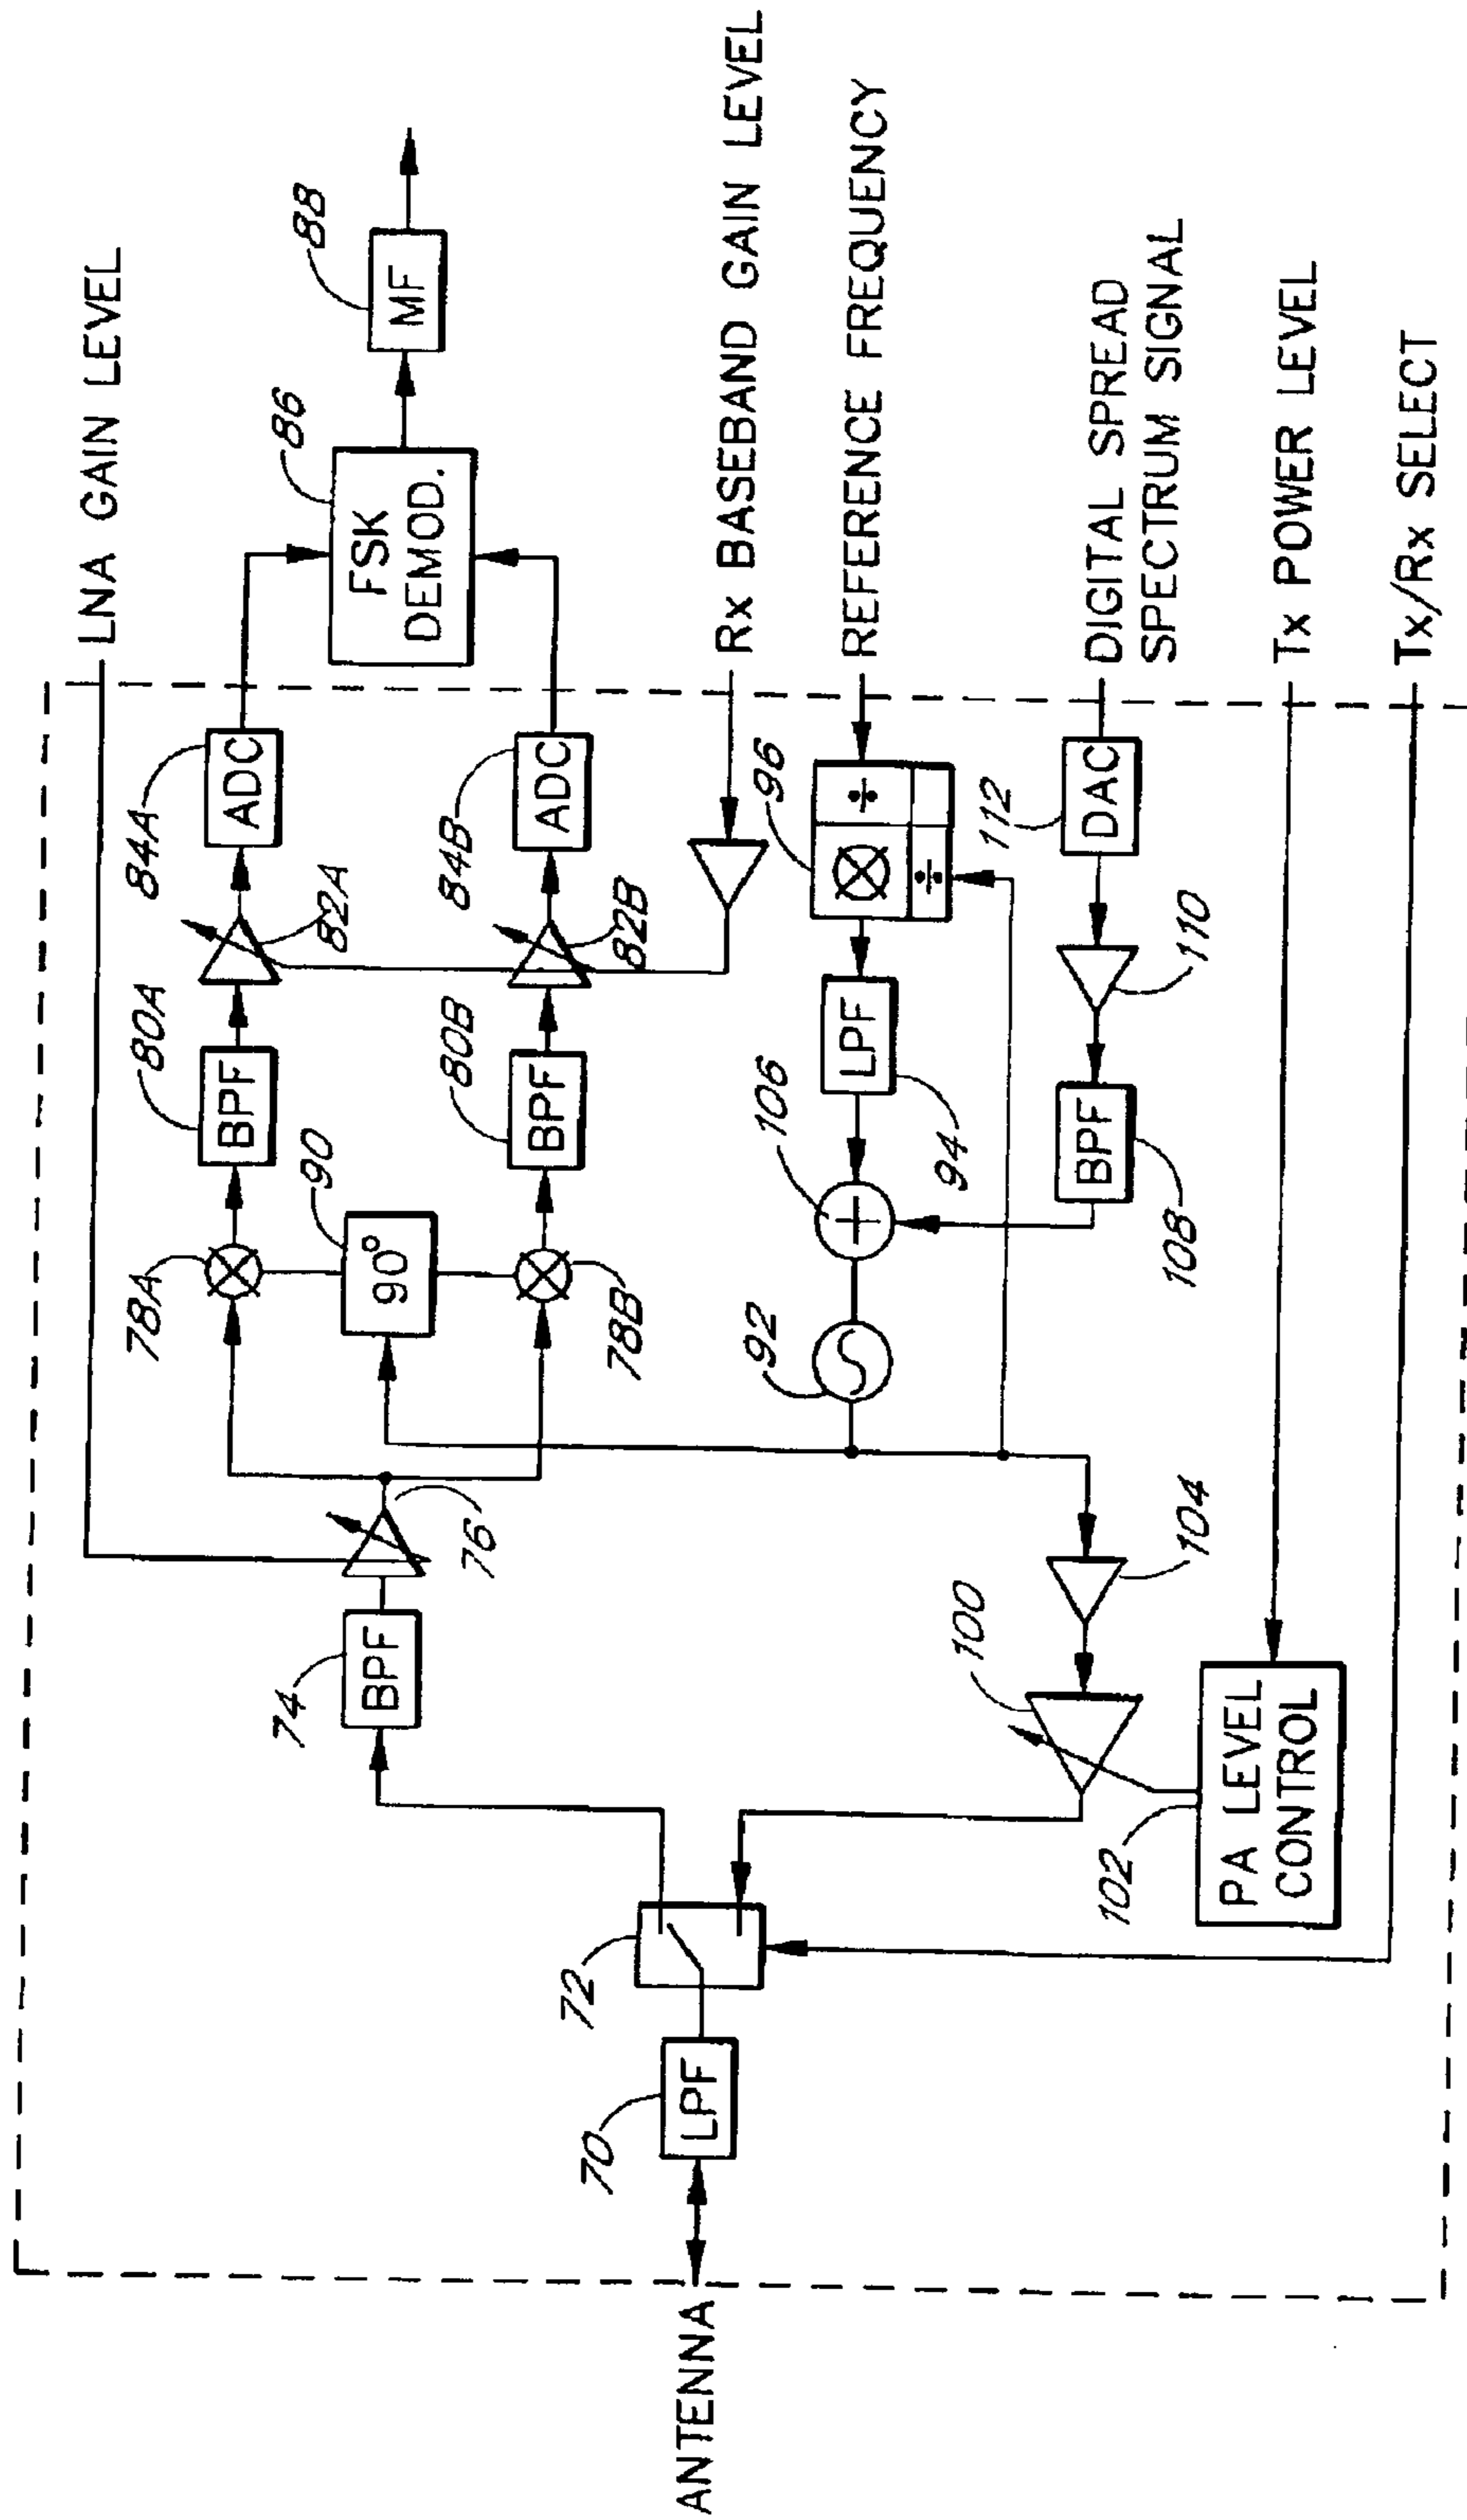 LNA GAIN LEVEL
84A
ADC
80A
BPF
82A
78A
86
FSK
DEMOD.
88
MF
74
BPF
76
90
90°
84B
ADC
80B
BPF
82B
78B
Rx BASEBAND GAIN LEVEL
ANTENNA
70
LPF
72
92
106
LPF
94
96
÷
÷
REFERENCE FREQUENCY
100
104
BPF
108
110
112
DAC
DIGITAL SPREAD
SPECTRUM SIGNAL
102
PA LEVEL
CONTROL
Tx POWER LEVEL
Tx/Rx SELECT